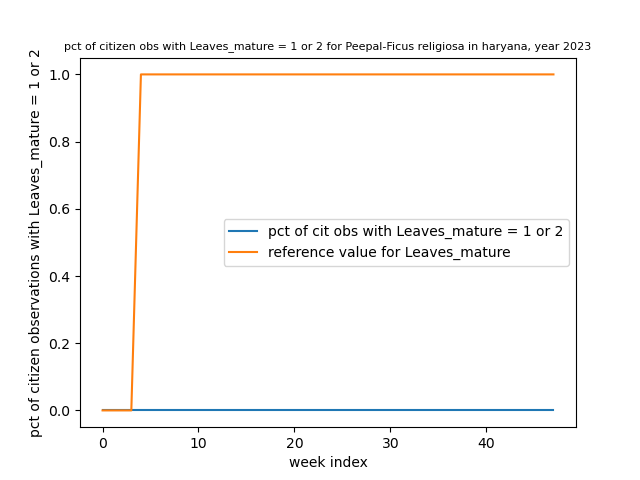 pct of citizen obs with Leaves_mature = 1 or 2 for Peepal-Ficus religiosa in haryana, year 2023
pct of citizen observations with Leaves_mature = 1 or 2
1.0
0.8
0.6
0.4
0.2
0.0
pct of cit obs with Leaves_mature = 1 or 2
reference value for Leaves_mature
0 10 20 30 40
week index